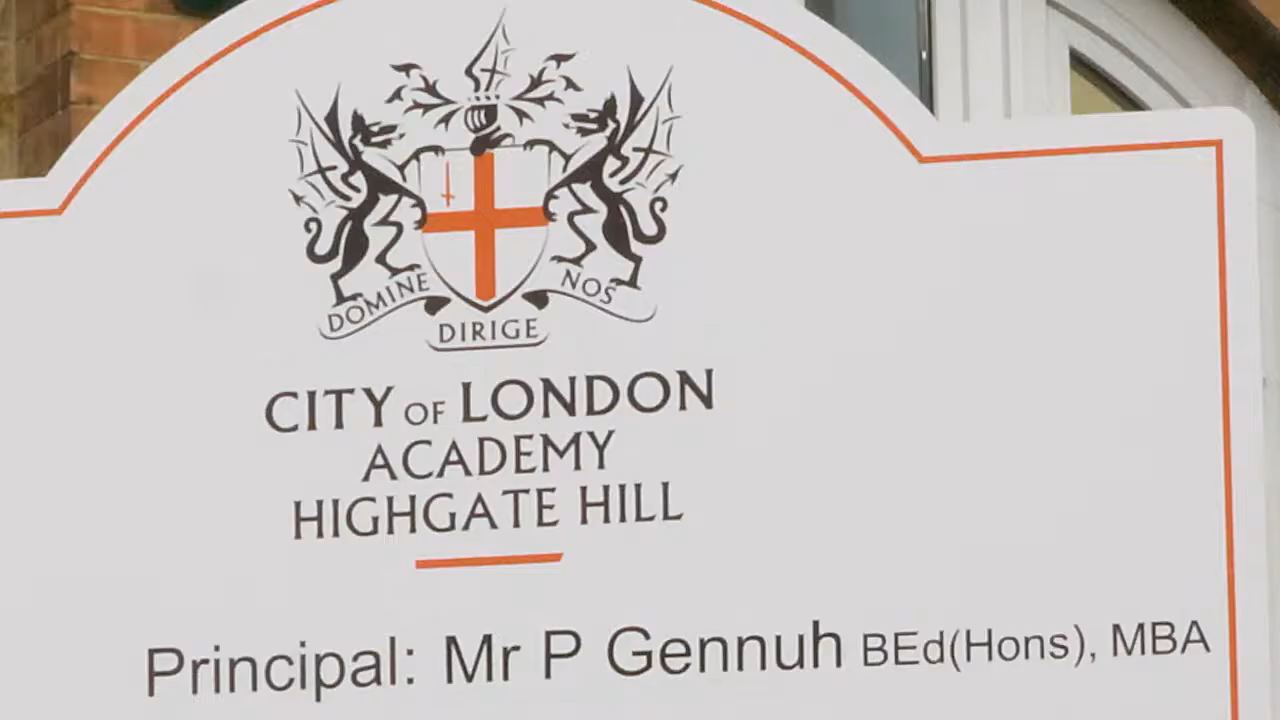 DOMINE
DIRIGE
NOS
CITY OF LONDON
ACADEMY
HIGHGATE HILL
Principal: Mr P Gennuh BEd(Hons), MBA